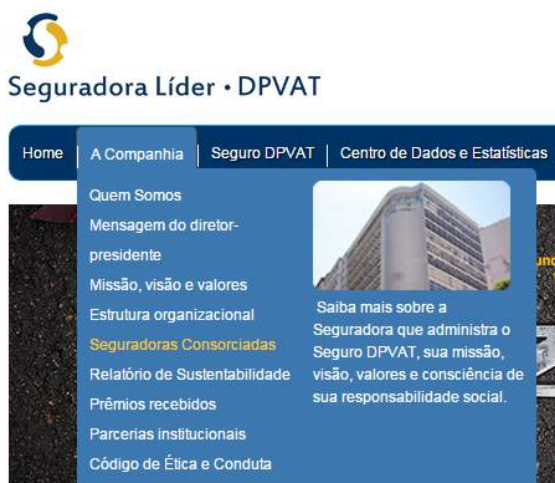 Seguradora Líder • DPVAT
Home
A Companhia
Seguro DPVAT
Centro de Dados e Estatísticas
Quem Somos
Mensagem do diretor-
presidente
Missão, visão e valores
Estrutura organizacional
Seguradoras Consorciadas
Relatório de Sustentabilidade
Prêmios recebidos
Parcerias institucionais
Código de Ética e Conduta
Saiba mais sobre a
Seguradora que administra o
Seguro DPVAT, sua missão,
visão, valores e consciência de
sua responsabilidade social.